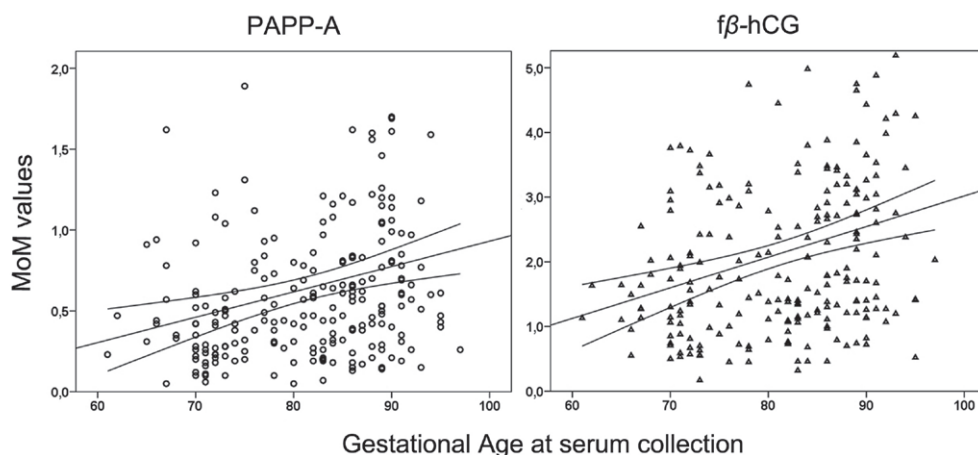 PAPP-A
fβ-hCG
MoM values
2,0
1,5
1,0
0,5
0,0
60 70 80 90 100
5,0
4,0
3,0
2,0
1,0
,0
60 70 80 90 100
Gestational Age at serum collection